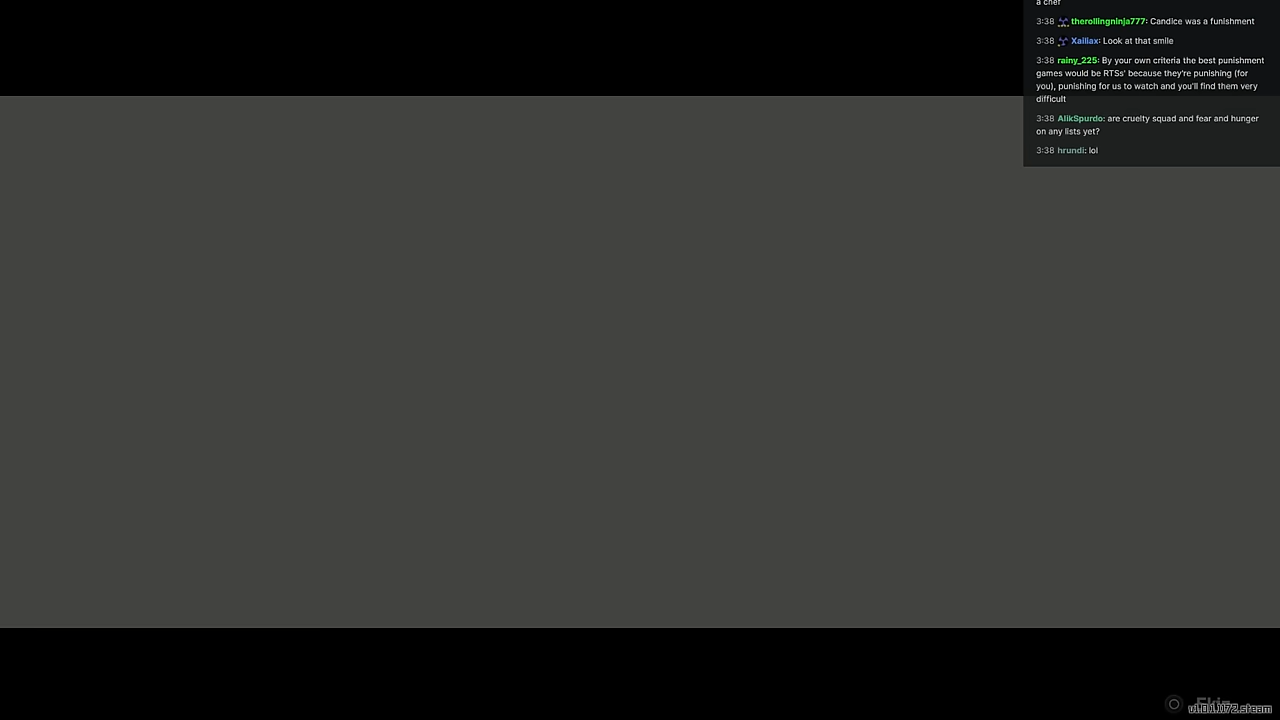 a chef
3:38 therollingninja777: Candice was a funishment
3:38 Xailiax: Look at that smile
3:38 rainy_225: By your own criteria the best punishment
games would be RTSs' because they're punishing (for
you), punishing for us to watch and you'll find them very
difficult
3:38 AlikSpurdo: are cruelty squad and fear and hunger
on any lists yet?
3:38 hrundi: lol
Skip